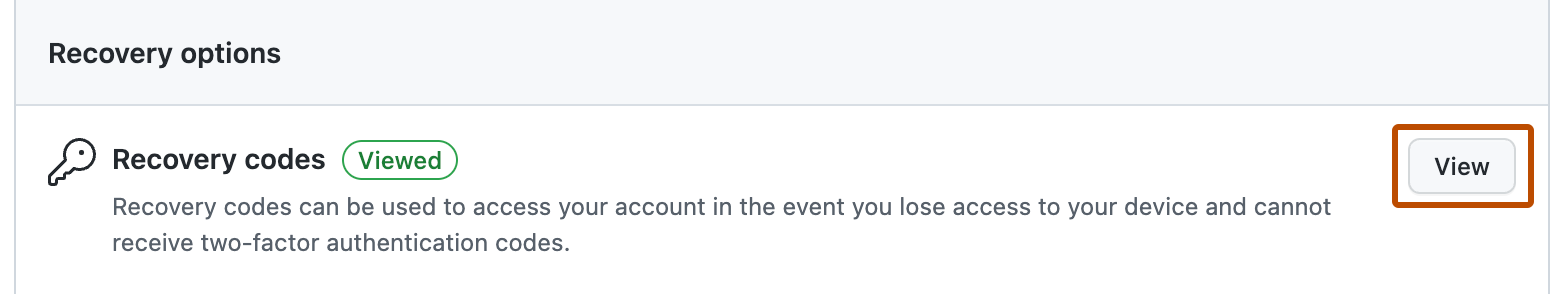 Recovery options
Recovery codes Viewed View
Recovery codes can be used to access your account in the event you lose access to your device and cannot
receive two-factor authentication codes.